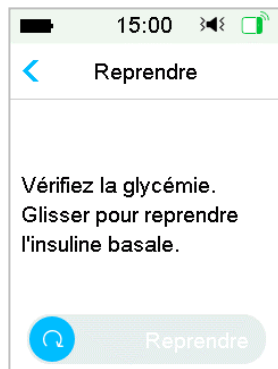 15:00
Reprendre
Vérifiez la glycémie.
Glisser pour reprendre
l'insuline basale.
Reprendre